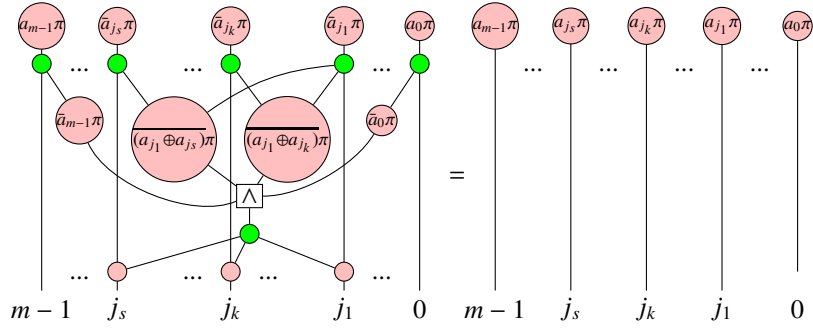 a_{m−1}π ā_{j_s}π ā_{j_k}π ā_{j_1}π a_0π a_{m−1}π a_{j_s}π a_{j_k}π a_{j_1}π a_0π
... ... ... ... ... ... ... ...
ā_{m−1}π \overline{(a_{j_1}⊕a_{j_s})}π \overline{(a_{j_1}⊕a_{j_k})}π ā_0π
∧ =
... ... ... ...
m − 1 j_s j_k j_1 0 m − 1 j_s j_k j_1 0